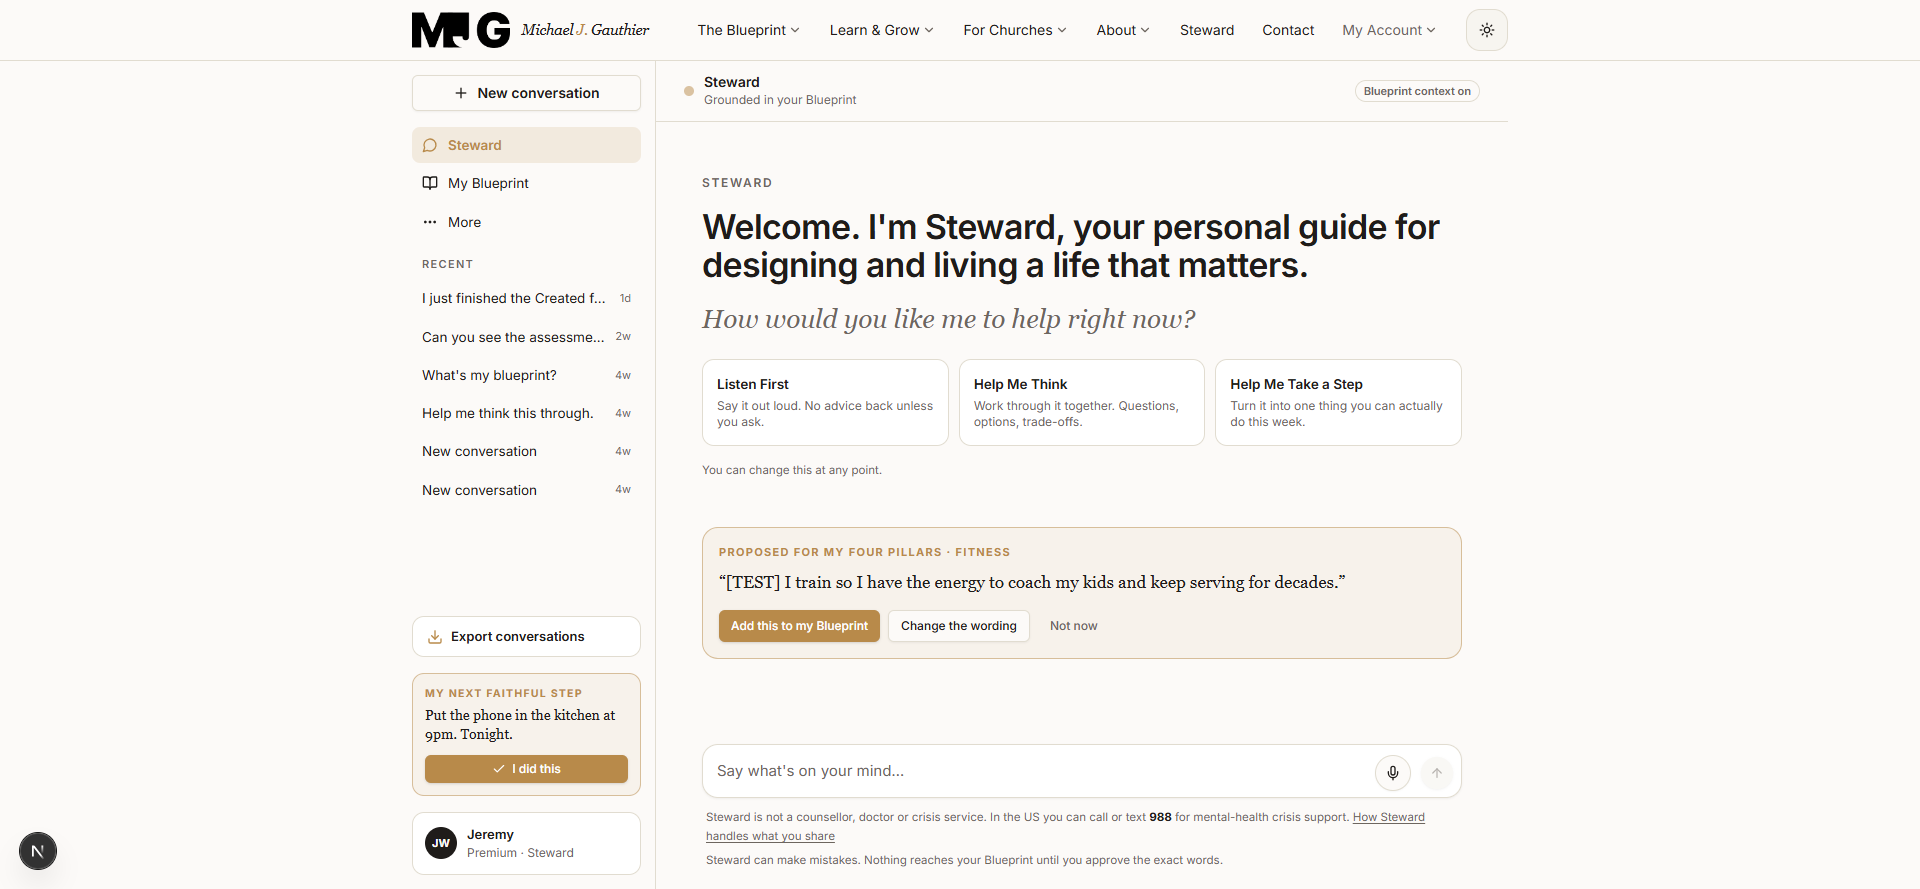 MJG Michael J. Gauthier
The Blueprint
Learn & Grow
For Churches
About
Steward
Contact
My Account
New conversation
Steward
My Blueprint
More
RECENT
I just finished the Created f... 1d
Can you see the assessme... 2w
What's my blueprint? 4w
Help me think this through. 4w
New conversation 4w
New conversation 4w
Export conversations
MY NEXT FAITHFUL STEP
Put the phone in the kitchen at
9pm. Tonight.
I did this
JW
Jeremy
Premium · Steward
N
Steward
Grounded in your Blueprint
Blueprint context on
STEWARD
Welcome. I'm Steward, your personal guide for
designing and living a life that matters.
How would you like me to help right now?
Listen First
Say it out loud. No advice back unless
you ask.
Help Me Think
Work through it together. Questions,
options, trade-offs.
Help Me Take a Step
Turn it into one thing you can actually
do this week.
You can change this at any point.
PROPOSED FOR MY FOUR PILLARS · FITNESS
“[TEST] I train so I have the energy to coach my kids and keep serving for decades.”
Add this to my Blueprint
Change the wording
Not now
Say what's on your mind...
Steward is not a counsellor, doctor or crisis service. In the US you can call or text 988 for mental-health crisis support. How Steward
handles what you share
Steward can make mistakes. Nothing reaches your Blueprint until you approve the exact words.